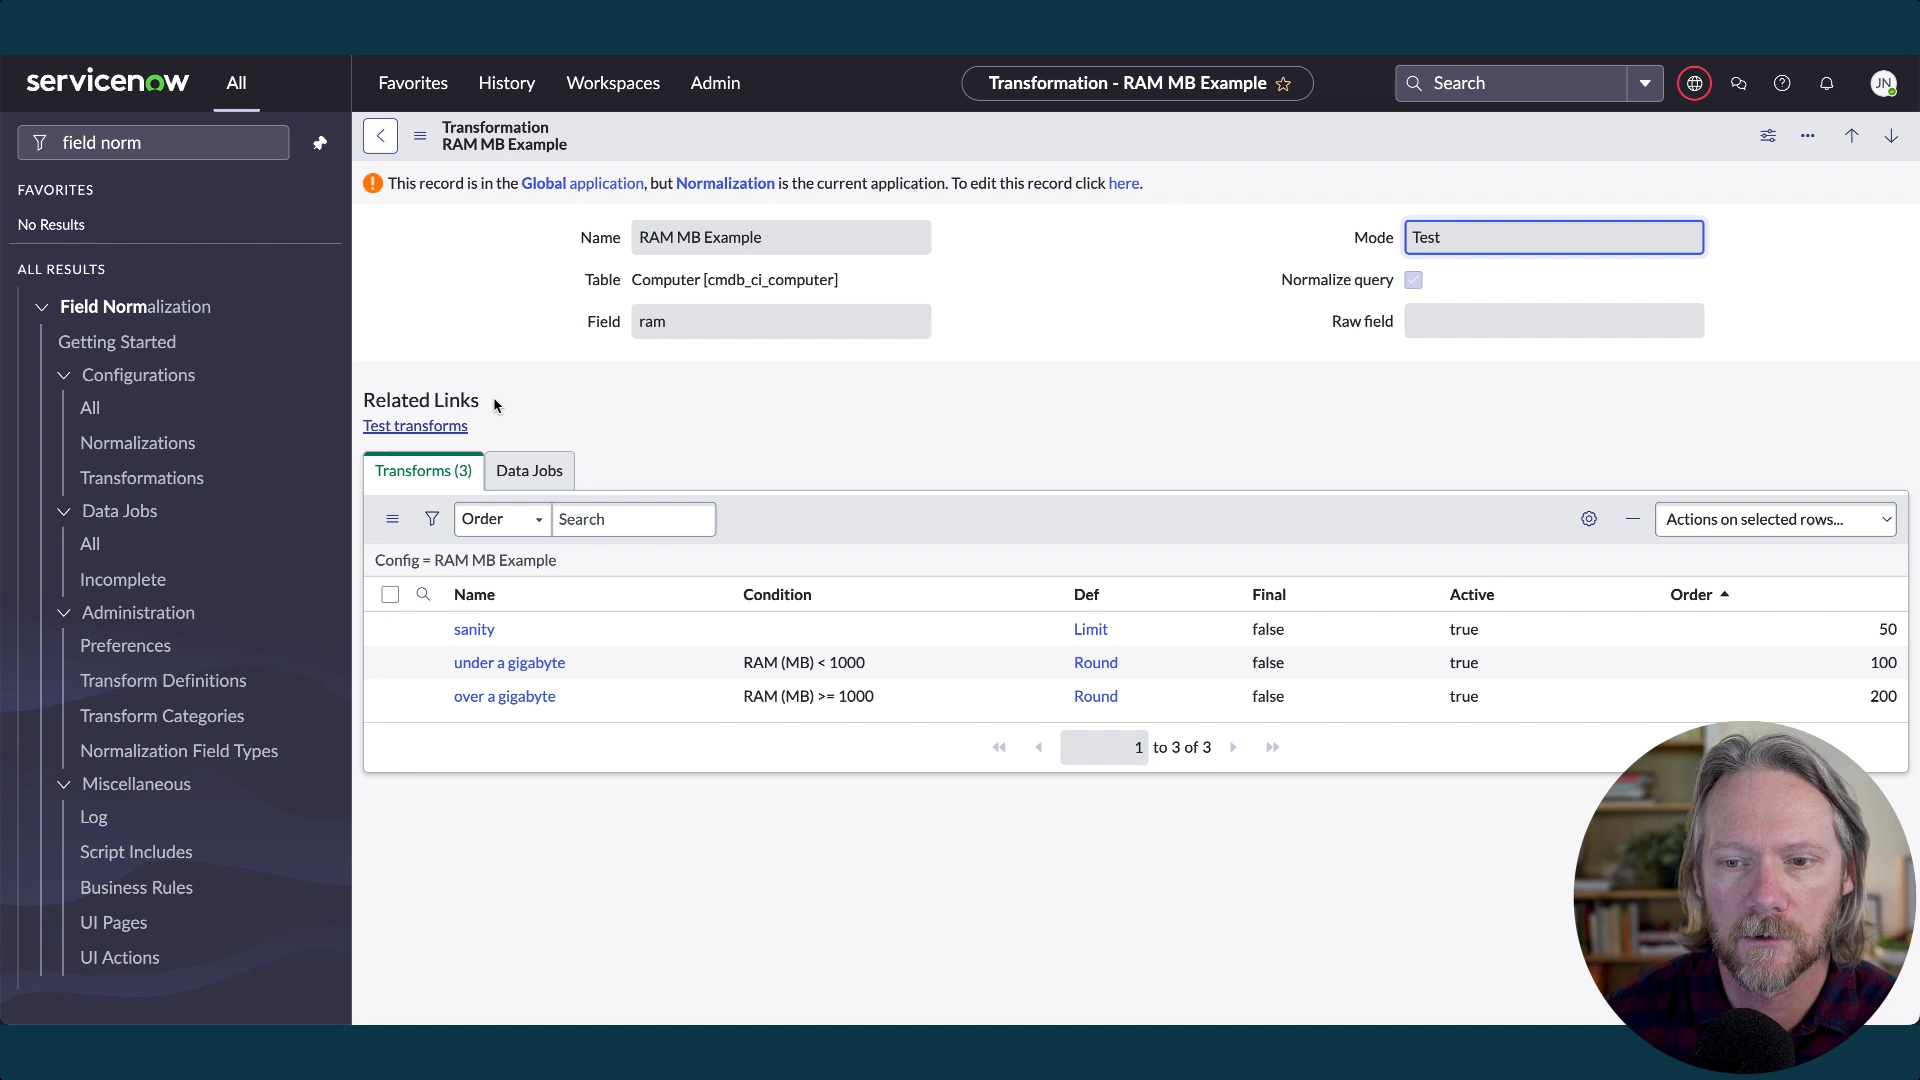 servicenow
All
Favorites
History
Workspaces
Admin
Transformation - RAM MB Example
Search
JN
field norm
FAVORITES
No Results
ALL RESULTS
Field Normalization
Getting Started
Configurations
All
Normalizations
Transformations
Data Jobs
All
Incomplete
Administration
Preferences
Transform Definitions
Transform Categories
Normalization Field Types
Miscellaneous
Log
Script Includes
Business Rules
UI Pages
UI Actions
Transformation
RAM MB Example
This record is in the Global application, but Normalization is the current application. To edit this record click here.
Name RAM MB Example
Mode Test
Table Computer [cmdb_ci_computer]
Normalize query
Field ram
Raw field
Related Links
Test transforms
Transforms (3) Data Jobs
Order Search Actions on selected rows...
Config = RAM MB Example
Name Condition Def Final Active Order
sanity Limit false true 50
under a gigabyte RAM (MB) < 1000 Round false true 100
over a gigabyte RAM (MB) >= 1000 Round false true 200
1 to 3 of 3